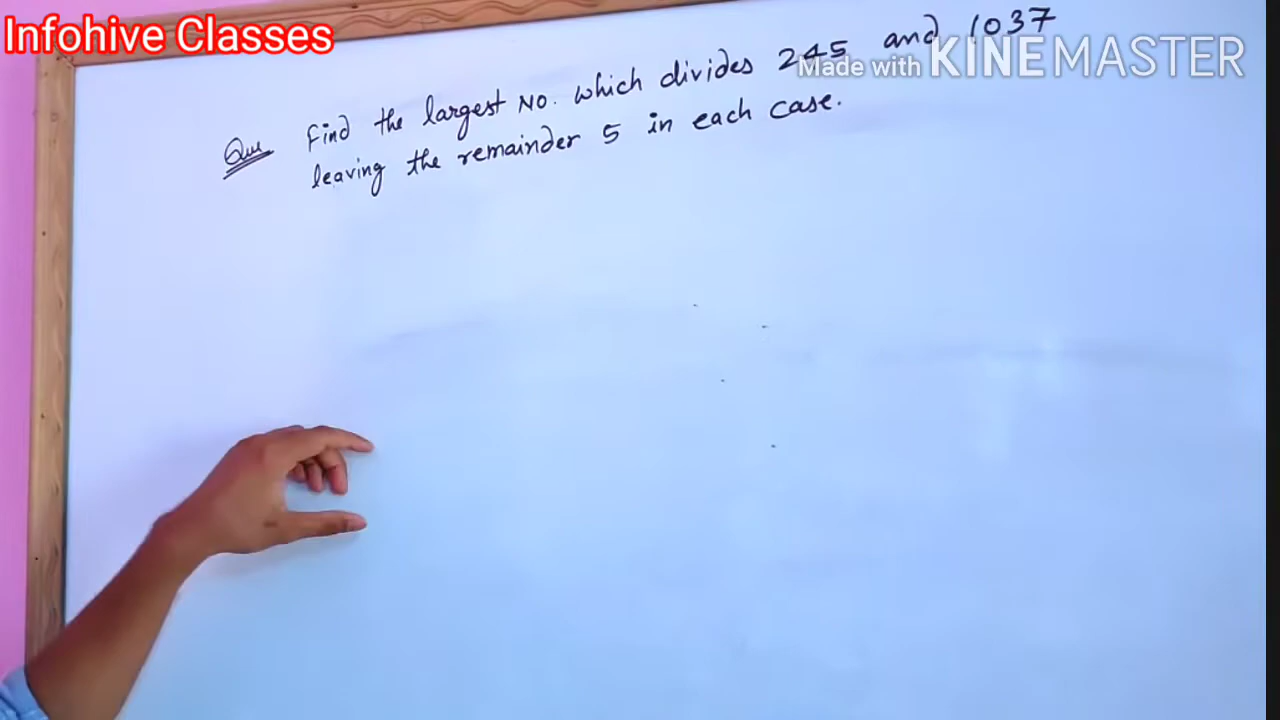 Infohive Classes
Made with KINEMASTER
Que Find the largest No. which divides 245 and 1037
leaving the remainder 5 in each case.